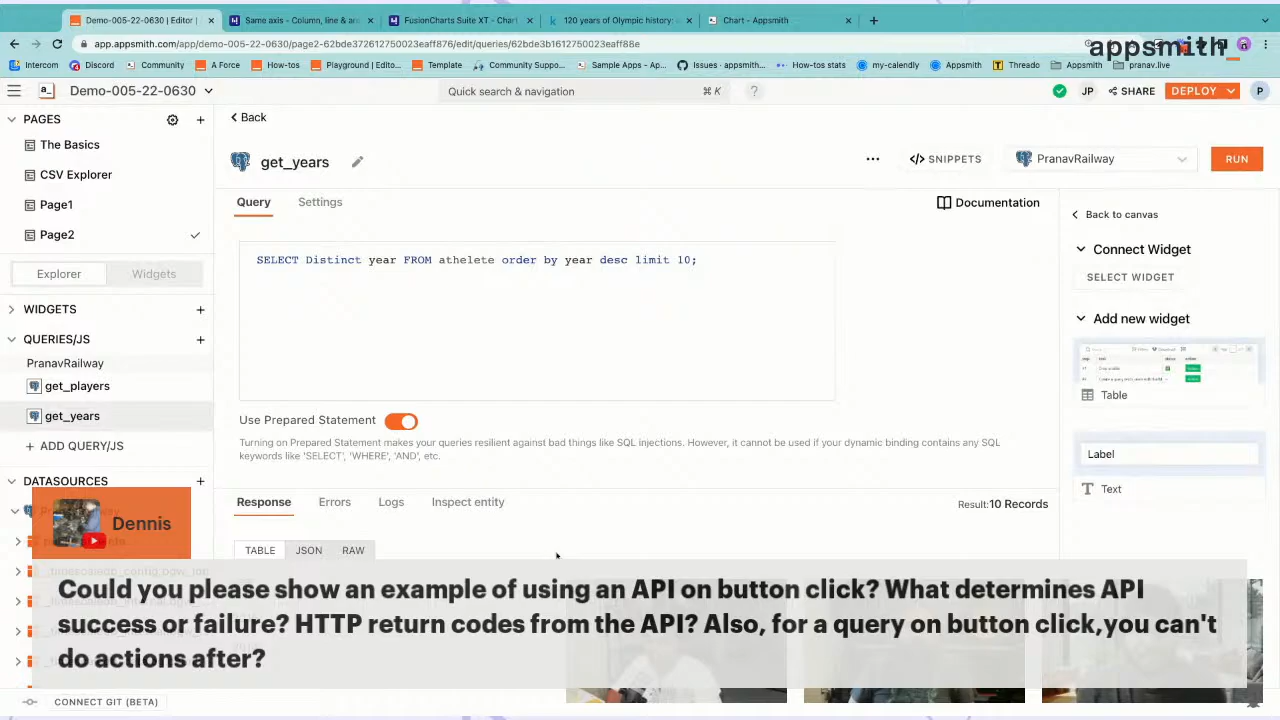 Demo-005-22-0630 | Editor |
Same axis - Column, line & ar
FusionCharts Suite XT - Chart
120 years of Olympic history:
Chart - Appsmith
app.appsmith.com/app/demo-005-22-0630/page2-62bde372612750023eaff876/edit/queries/62bde3b1612750023eaff88e
appsmith_
Intercom
Discord
Community
A Force
How-tos
Playground | Edito...
Template
Community Suppo...
Sample Apps - Ap...
Issues · appsmith...
How-tos stats
my-calendly
Appsmith
Threado
Appsmith
pranav.live
a_
Demo-005-22-0630
Quick search & navigation
⌘ K
?
JP
SHARE
DEPLOY
P
PAGES
The Basics
CSV Explorer
Page1
Page2
Explorer
Widgets
WIDGETS
QUERIES/JS
PranavRailway
get_players
get_years
ADD QUERY/JS
DATASOURCES
CONNECT GIT (BETA)
Back
get_years
SNIPPETS
PranavRailway
RUN
Query
Settings
Documentation
SELECT Distinct year FROM athelete order by year desc limit 10;
Use Prepared Statement
Turning on Prepared Statement makes your queries resilient against bad things like SQL injections. However, it cannot be used if your dynamic binding contains any SQL
keywords like 'SELECT', 'WHERE', 'AND', etc.
Response
Errors
Logs
Inspect entity
Result:10 Records
TABLE
JSON
RAW
Back to canvas
Connect Widget
SELECT WIDGET
Add new widget
Table
Label
Text
Dennis
Could you please show an example of using an API on button click? What determines API
success or failure? HTTP return codes from the API? Also, for a query on button click,you can't
do actions after?